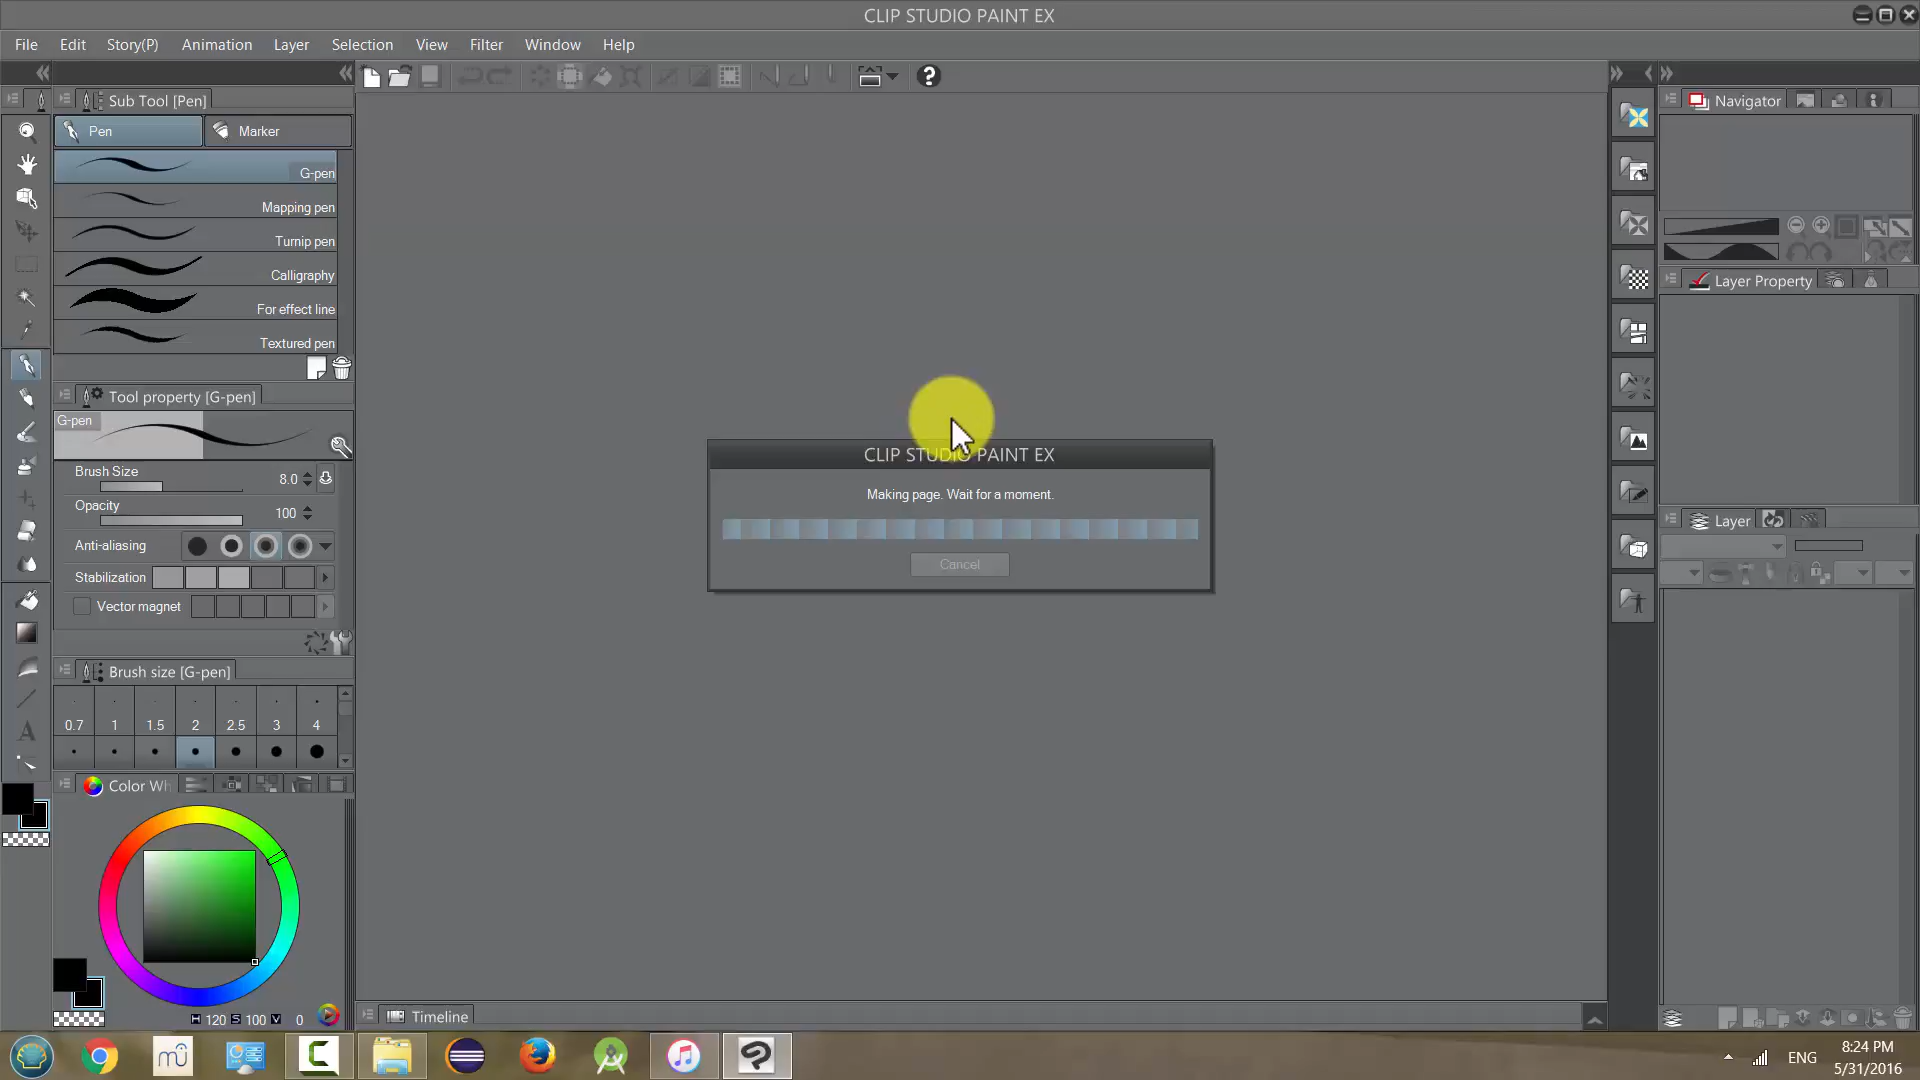 CLIP STUDIO PAINT EX
File Edit Story(P) Animation Layer Selection View Filter Window Help
Sub Tool [Pen]
Pen
Marker
G-pen
Mapping pen
Turnip pen
Calligraphy
For effect line
Textured pen
Tool property [G-pen]
G-pen
Brush Size 8.0
Opacity 100
Anti-aliasing
Stabilization
Vector magnet
Brush size [G-pen]
0.7 1 1.5 2 2.5 3 4
Color Wh
H 120 S 100 V 0
CLIP STUDIO PAINT EX
Making page. Wait for a moment.
Cancel
Timeline
Navigator
Layer Property
Layer
ENG
8:24 PM
5/31/2016